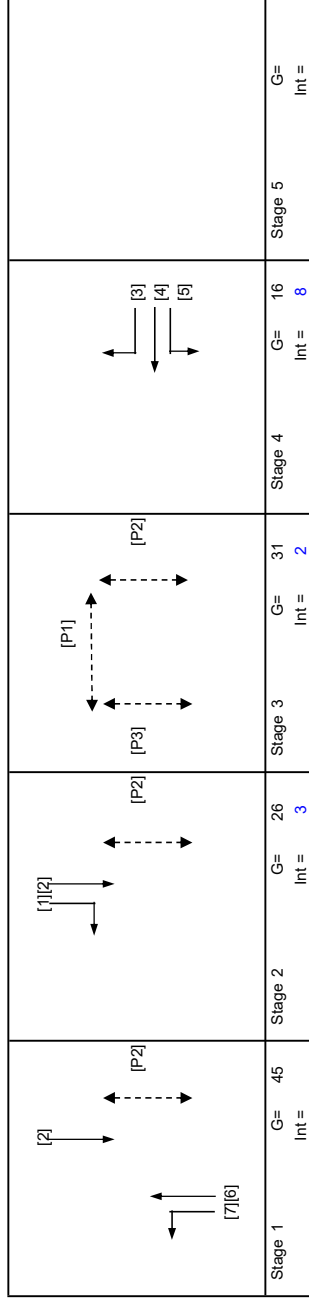 [2]
[P2]
[7][6]
Stage 1
G= 45
Int =
[1][2]
[P2]
Stage 2
G= 26
Int = 3
[P1]
[P3]
[P2]
Stage 3
G= 31
Int = 2
[3]
[4]
[5]
Stage 4
G= 16
Int = 8
Stage 5
G=
Int =